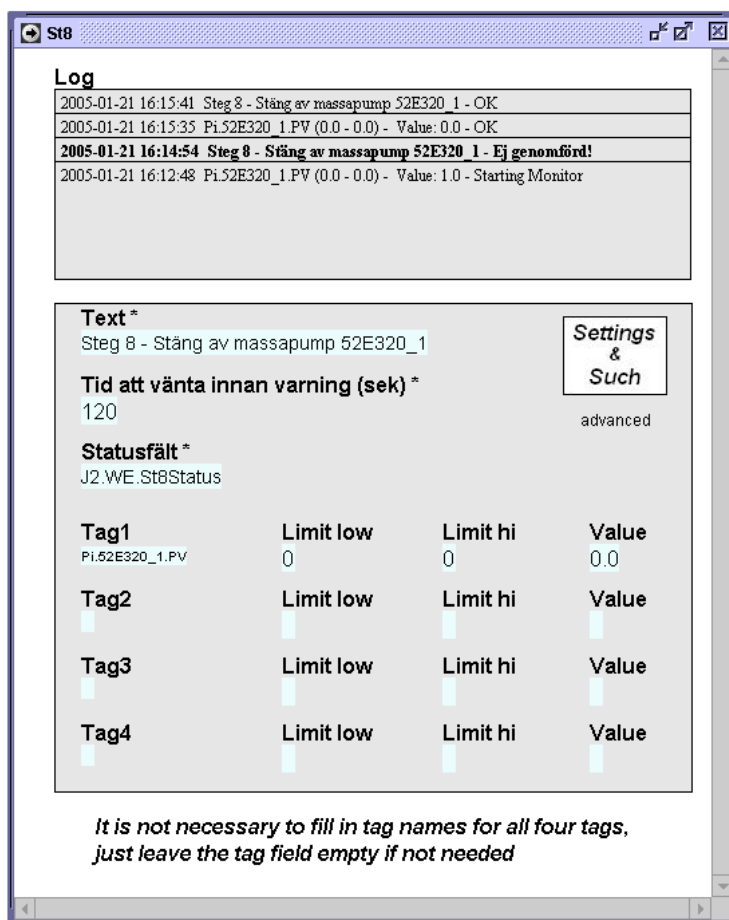 St8
Log
2005-01-21 16:15:41 Steg 8 - Stäng av massapump 52E320_1 - OK
2005-01-21 16:15:35 Pi.52E320_1.PV (0.0 - 0.0) - Value: 0.0 - OK
2005-01-21 16:14:54 Steg 8 - Stäng av massapump 52E320_1 - Ej genomförd!
2005-01-21 16:12:48 Pi.52E320_1.PV (0.0 - 0.0) - Value: 1.0 - Starting Monitor
Text *
Steg 8 - Stäng av massapump 52E320_1
Settings
&
Such
advanced
Tid att vänta innan varning (sek) *
120
Statusfält *
J2.WE.St8Status
Tag1 Limit low Limit hi Value
Pi.52E320_1.PV 0 0 0.0
Tag2 Limit low Limit hi Value
Tag3 Limit low Limit hi Value
Tag4 Limit low Limit hi Value
It is not necessary to fill in tag names for all four tags,
just leave the tag field empty if not needed